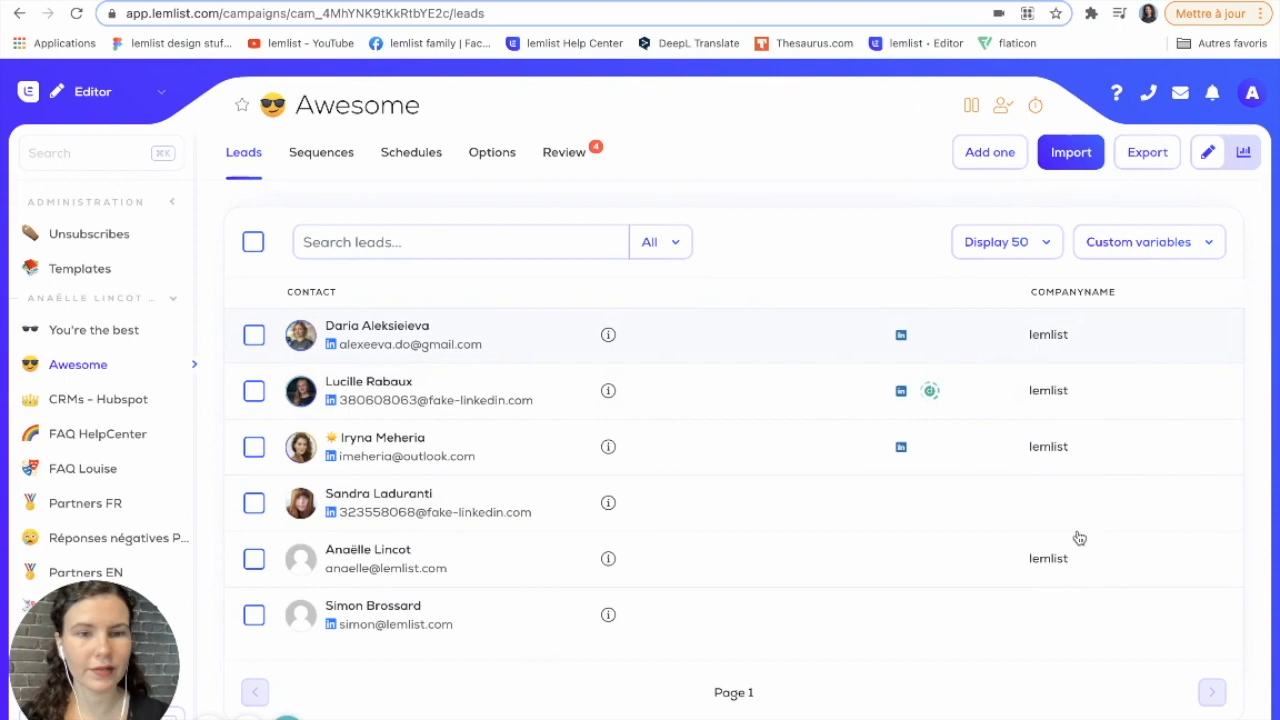 app.lemlist.com/campaigns/cam_4MhYNK9tKkRtbYE2c/leads
Mettre à jour
Applications
lemlist design stuf...
lemlist - YouTube
lemlist family | Fac...
lemlist Help Center
DeepL Translate
Thesaurus.com
lemlist • Editor
flaticon
Autres favoris
Editor
Awesome
A
Search
⌘K
Leads
Sequences
Schedules
Options
Review
4
Add one
Import
Export
ADMINISTRATION
Unsubscribes
Templates
ANAËLLE LINCOT ...
You're the best
Awesome
CRMs - Hubspot
FAQ HelpCenter
FAQ Louise
Partners FR
Réponses négatives P...
Partners EN
Search leads...
All
Display 50
Custom variables
CONTACT
COMPANYNAME
Daria Aleksieieva
alexeeva.do@gmail.com
lemlist
Lucille Rabaux
380608063@fake-linkedin.com
lemlist
Iryna Meheria
imeheria@outlook.com
lemlist
Sandra Laduranti
323558068@fake-linkedin.com
Anaëlle Lincot
anaelle@lemlist.com
lemlist
Simon Brossard
simon@lemlist.com
Page 1